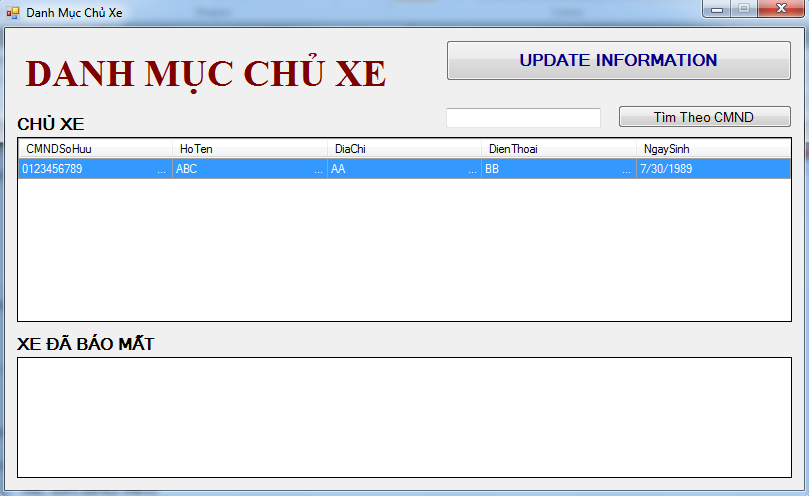 Danh Mục Chủ Xe
DANH MỤC CHỦ XE
UPDATE INFORMATION
Tìm Theo CMND
CHỦ XE
CMNDSoHuu HoTen DiaChi DienThoai NgaySinh
0123456789 ... ABC ... AA ... BB ... 7/30/1989
XE ĐÃ BÁO MẤT